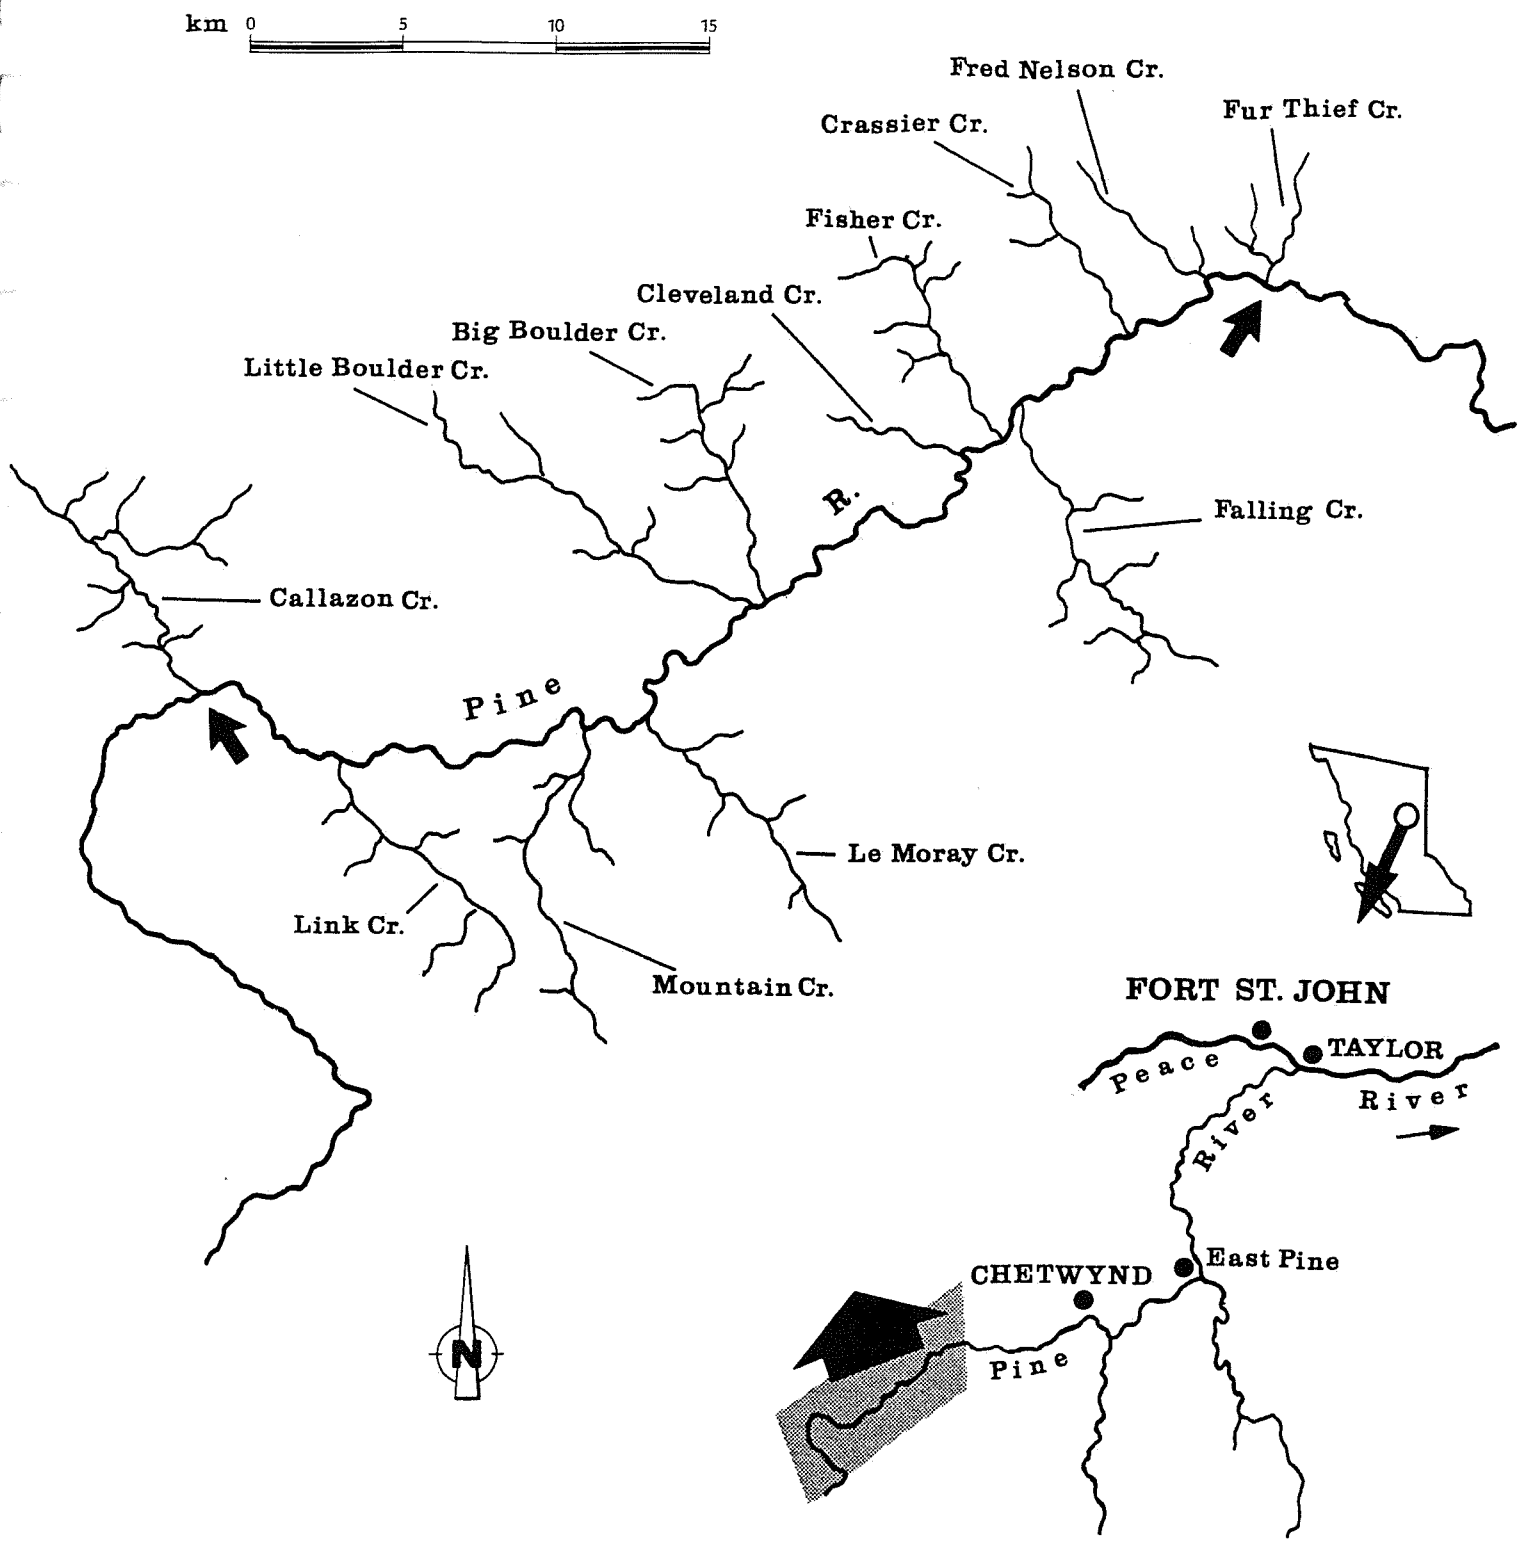 km 0 5 10 15
Fred Nelson Cr.
Fur Thief Cr.
Crassier Cr.
Fisher Cr.
Cleveland Cr.
Big Boulder Cr.
Little Boulder Cr.
R.
Falling Cr.
Callazon Cr.
Pine
Le Moray Cr.
Link Cr.
Mountain Cr.
FORT ST. JOHN
TAYLOR
Peace
River
River
East Pine
CHETWYND
Pine
N